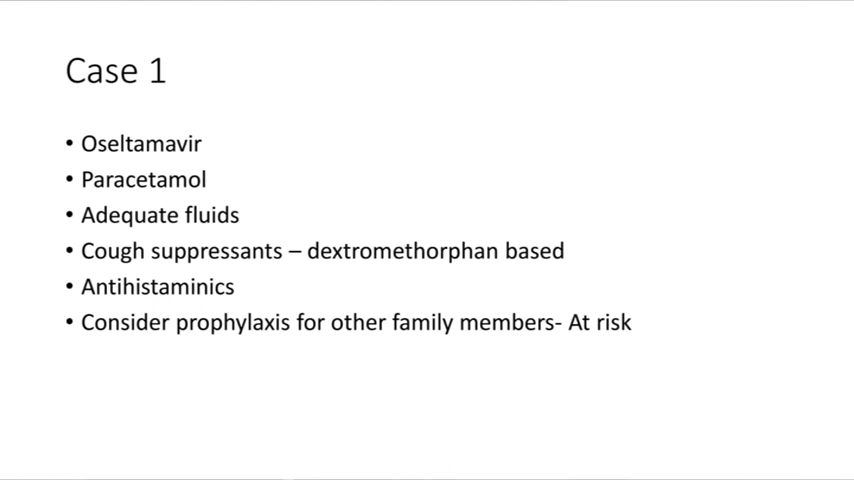 Case 1
• Oseltamavir
• Paracetamol
• Adequate fluids
• Cough suppressants – dextromethorphan based
• Antihistaminics
• Consider prophylaxis for other family members- At risk